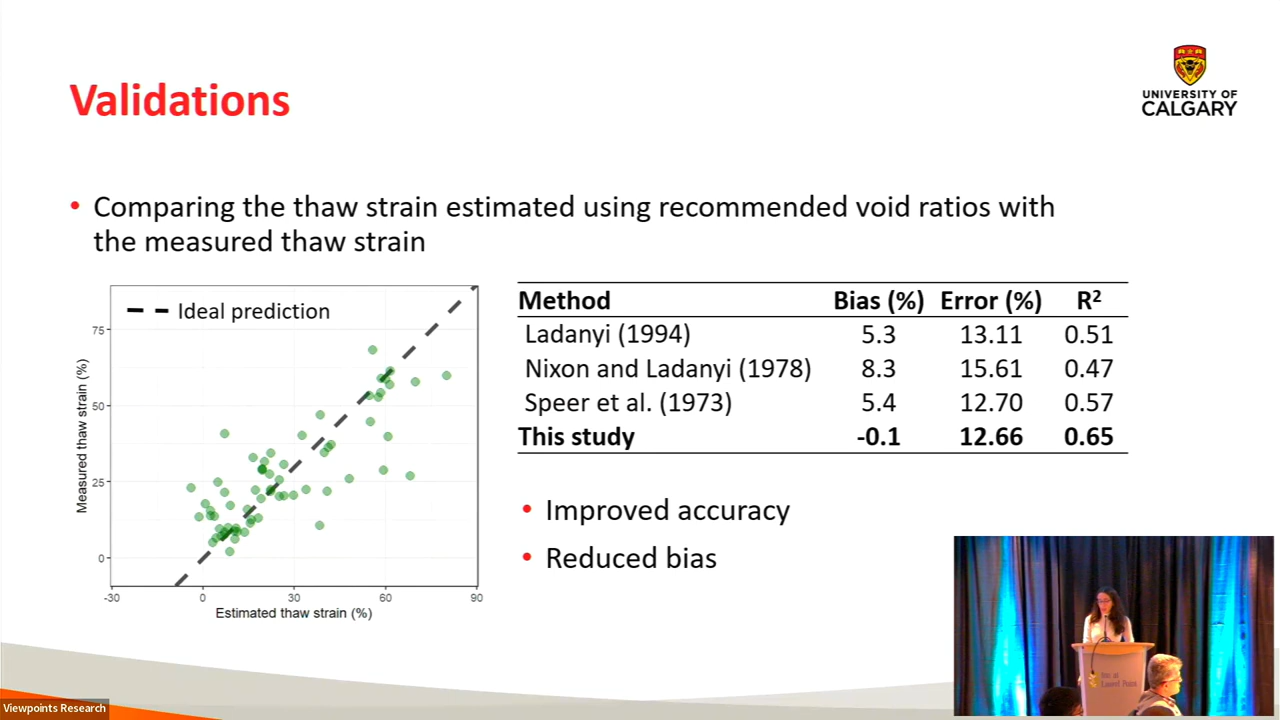 UNIVERSITY OF
CALGARY
Validations
• Comparing the thaw strain estimated using recommended void ratios with
the measured thaw strain
Ideal prediction
75
50
25
0
-30 0 30 60 90
Measured thaw strain (%)
Estimated thaw strain (%)
Method Bias (%) Error (%) R²
Ladanyi (1994) 5.3 13.11 0.51
Nixon and Ladanyi (1978) 8.3 15.61 0.47
Speer et al. (1973) 5.4 12.70 0.57
This study -0.1 12.66 0.65
• Improved accuracy
• Reduced bias
Inn at
Laurel Point
Viewpoints Research